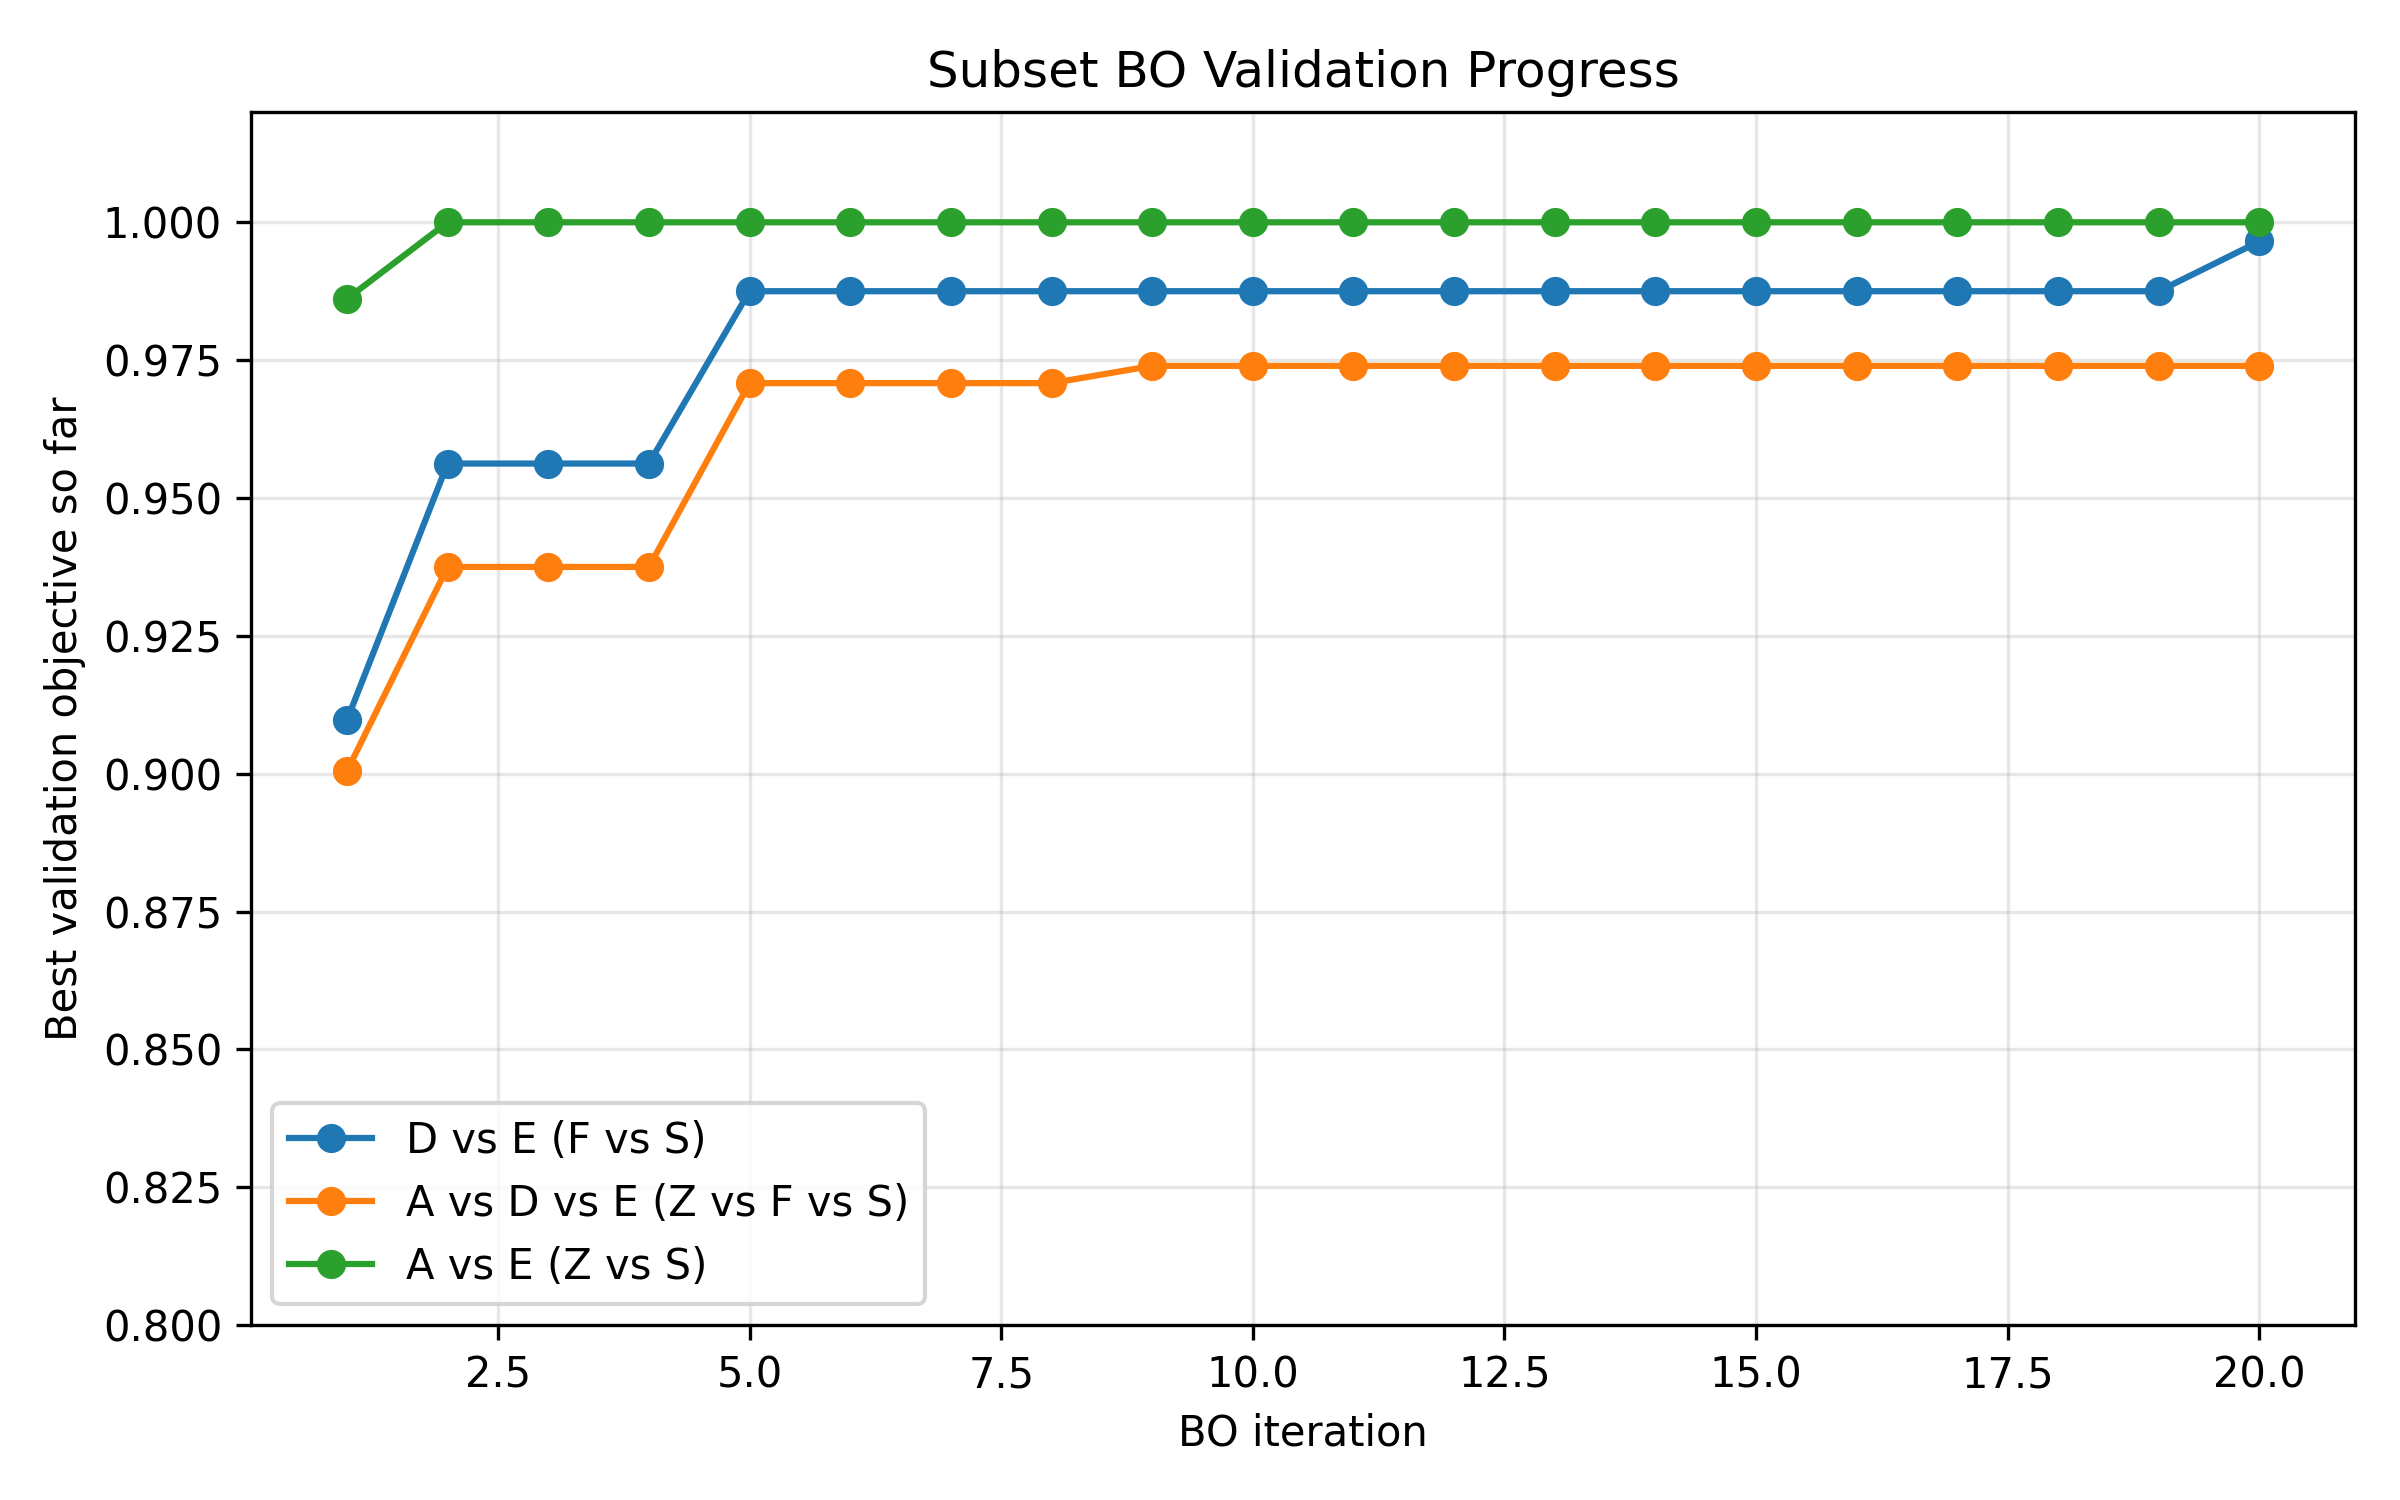 Subset BO Validation Progress
Best validation objective so far
1.000
0.975
0.950
0.925
0.900
0.875
0.850
0.825
0.800
D vs E (F vs S)
A vs D vs E (Z vs F vs S)
A vs E (Z vs S)
2.5 5.0 7.5 10.0 12.5 15.0 17.5 20.0
BO iteration